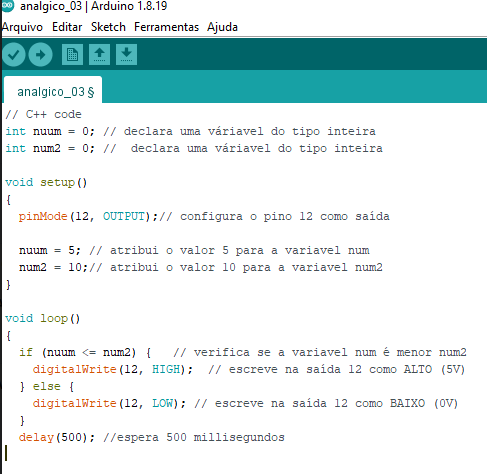 analgico_03 | Arduino 1.8.19
Arquivo Editar Sketch Ferramentas Ajuda
analgico_03 §
// C++ code
int nuum = 0; // declara uma váriavel do tipo inteira
int num2 = 0; //  declara uma váriavel do tipo inteira
void setup()
{
  pinMode(12, OUTPUT);// configura o pino 12 como saída
  nuum = 5; // atribui o valor 5 para a variavel num
  num2 = 10;// atribui o valor 10 para a variavel num2
}
void loop()
{
  if (nuum <= num2) {   // verifica se a variavel num é menor num2
    digitalWrite(12, HIGH);  // escreve na saída 12 como ALTO (5V)
  } else {
    digitalWrite(12, LOW); // escreve na saída 12 como BAIXO (0V)
  }
  delay(500); //espera 500 millisegundos